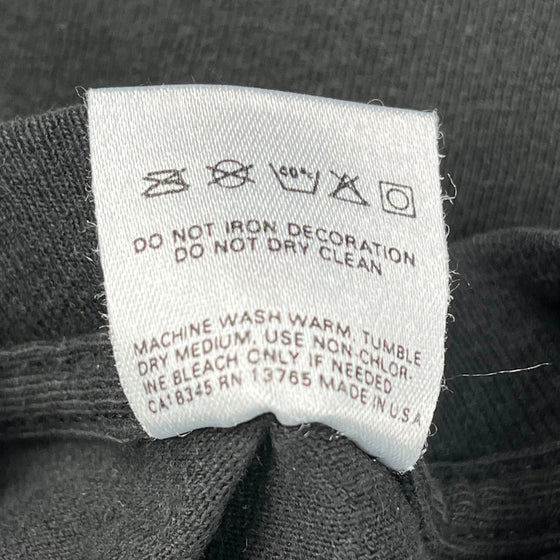 40°C
DO NOT IRON DECORATION
DO NOT DRY CLEAN
MACHINE WASH WARM, TUMBLE
DRY MEDIUM, USE NON-CHLOR-
INE BLEACH ONLY IF NEEDED
CA18345 RN 13765 MADE IN U.S.A